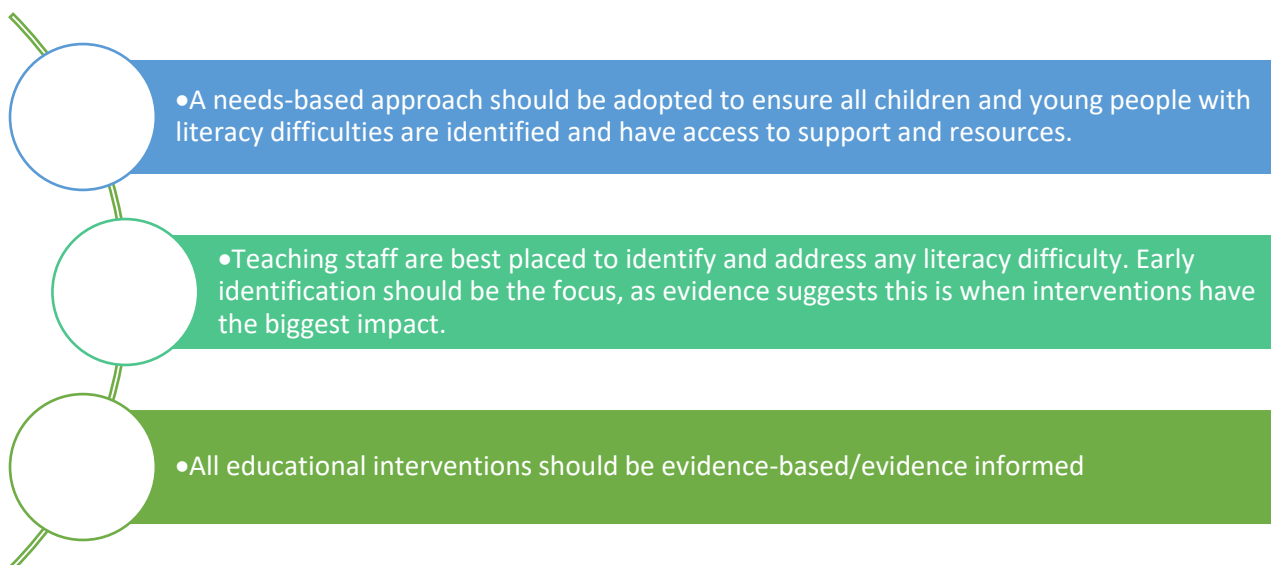 •A needs-based approach should be adopted to ensure all children and young people with
literacy difficulties are identified and have access to support and resources.
•Teaching staff are best placed to identify and address any literacy difficulty. Early
identification should be the focus, as evidence suggests this is when interventions have
the biggest impact.
•All educational interventions should be evidence-based/evidence informed